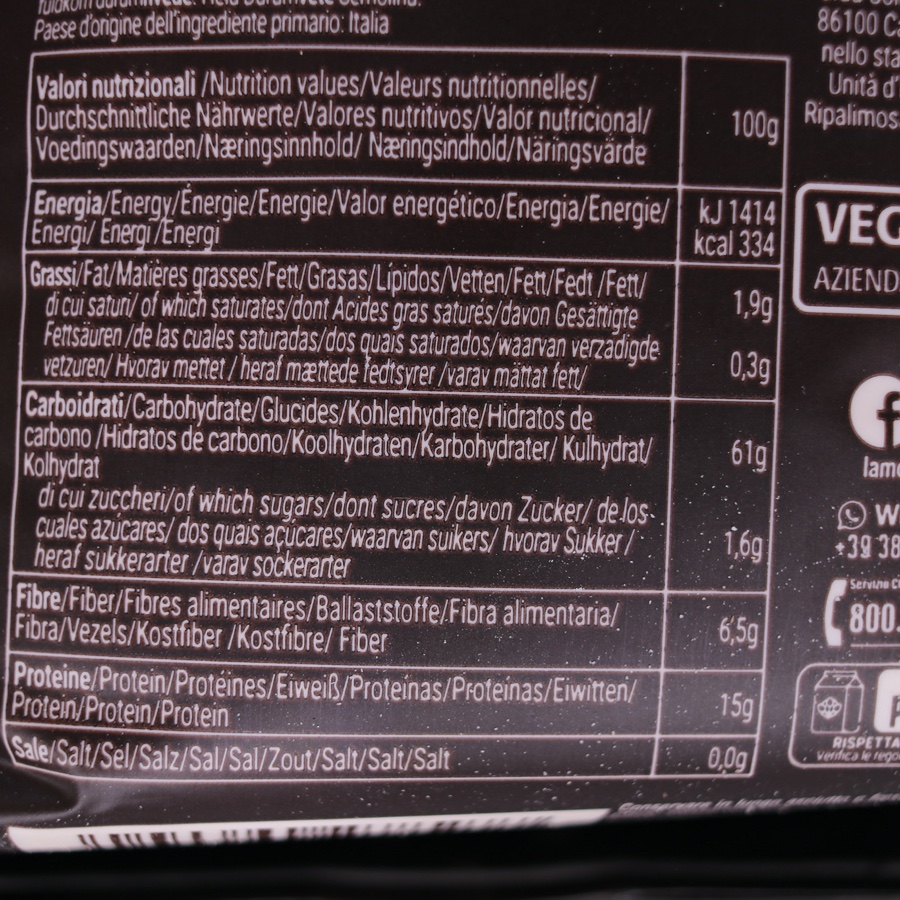 Paese d'origine dell'ingrediente primario: Italia
Valori nutrizionali /Nutrition values/Valeurs nutritionnelles/
Durchschnittliche Nährwerte/Valores nutritivos/Valor nutricional/
Voedingswaarden/Næringsinnhold/ Næringsindhold/Näringsvärde
100g
Energia/Energy/Énergie/Energie/Valor energético/Energia/Energie/
Energi/ Energi /Energi
kJ 1414
kcal 334
Grassi/Fat/Matières grasses/Fett/Grasas/Lípidos/Vetten/Fett/Fedt /Fett/
1,9g
di cui saturi/ of which saturates/dont Acides gras saturés/davon Gesättigte
Fettsäuren /de las cuales saturadas/dos quais saturados/waarvan verzadigde
vetzuren/ Hvorav mettet / heraf mættede fedtsyrer /varav mättat fett/
0,3g
Carboidrati/Carbohydrate/Glucides/Kohlenhydrate/Hidratos de
carbono /Hidratos de carbono/Koolhydraten/Karbohydrater/ Kulhydrat/
Kolhydrat
61g
di cui zuccheri/of which sugars/dont sucres/davon Zucker/ de los
cuales azúcares/ dos quais açúcares/waarvan suikers/ hvorav Sukker /
heraf sukkerarter /varav sockerarter
1,6g
Fibre/Fiber/Fibres alimentaires/Ballaststoffe/Fibra alimentaria/
Fibra/Vezels/Kostfiber /Kostfibre/ Fiber
6,5g
Proteine/Protein/Protéines/Eiweiß/Proteínas/Proteínas/Eiwitten/
Protein/Protein/Protein
15g
Sale/Salt/Sel/Salz/Sal/Sal/Zout/Salt/Salt/Salt
0,0g
86100 C
nello sta
Unità d'
Ripalimos
VEG
AZIEND
f
lam
W
+39 38
Servizio C
800.
RISPETTA
Verifica le rego